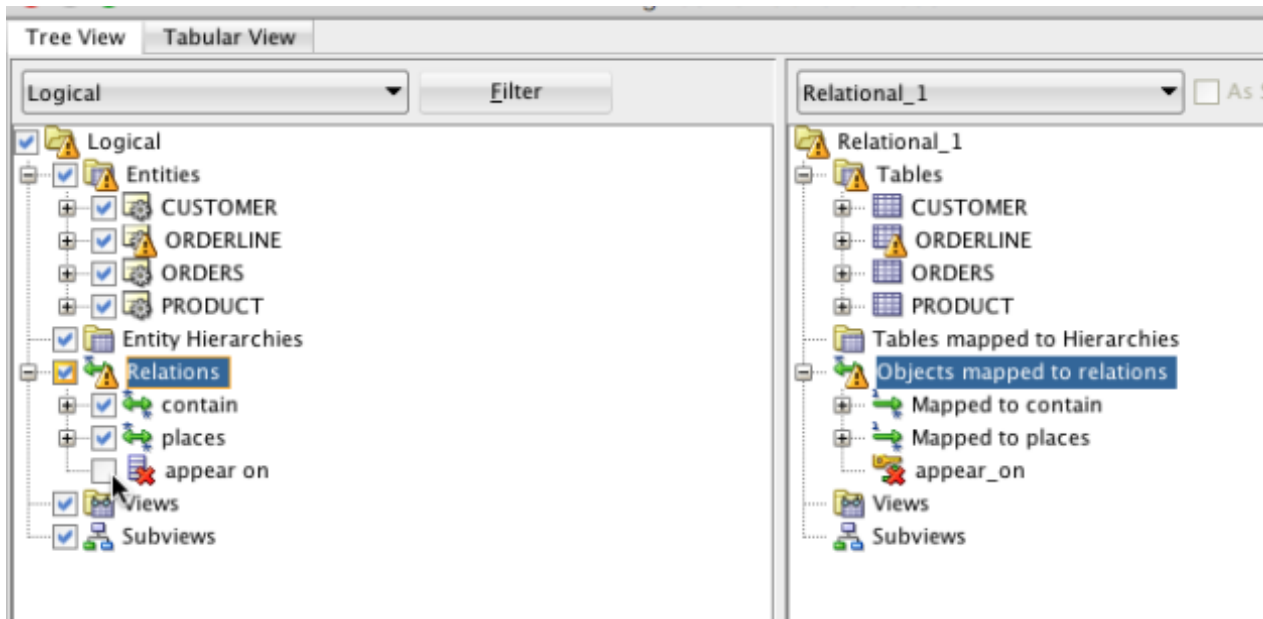 Tree View Tabular View
Logical Filter
Logical
Entities
CUSTOMER
ORDERLINE
ORDERS
PRODUCT
Entity Hierarchies
Relations
contain
places
appear on
Views
Subviews
Relational_1 As
Relational_1
Tables
CUSTOMER
ORDERLINE
ORDERS
PRODUCT
Tables mapped to Hierarchies
Objects mapped to relations
Mapped to contain
Mapped to places
appear_on
Views
Subviews